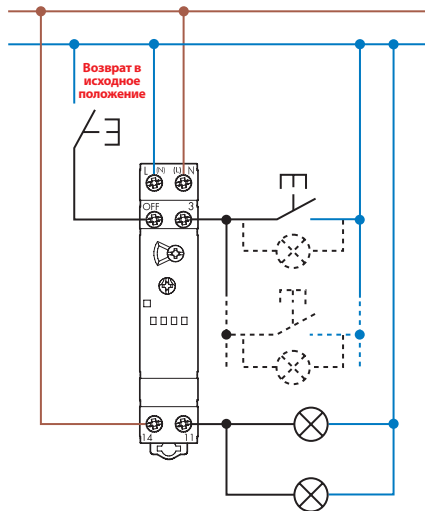 Возврат в
исходное
положение
L (N) (L) N
OFF 3
14 11